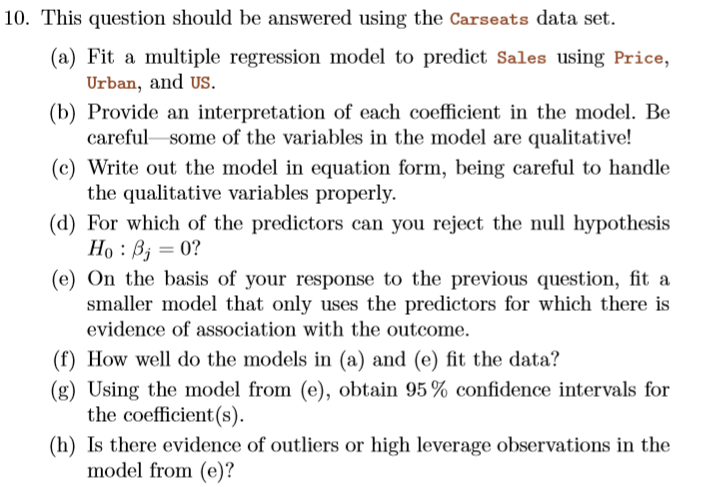 10. This question should be answered using the Carseats data set.
(a) Fit a multiple regression model to predict Sales using Price,
Urban, and US.
(b) Provide an interpretation of each coefficient in the model. Be
careful—some of the variables in the model are qualitative!
(c) Write out the model in equation form, being careful to handle
the qualitative variables properly.
(d) For which of the predictors can you reject the null hypothesis
H₀ : βⱼ = 0?
(e) On the basis of your response to the previous question, fit a
smaller model that only uses the predictors for which there is
evidence of association with the outcome.
(f) How well do the models in (a) and (e) fit the data?
(g) Using the model from (e), obtain 95 % confidence intervals for
the coefficient(s).
(h) Is there evidence of outliers or high leverage observations in the
model from (e)?